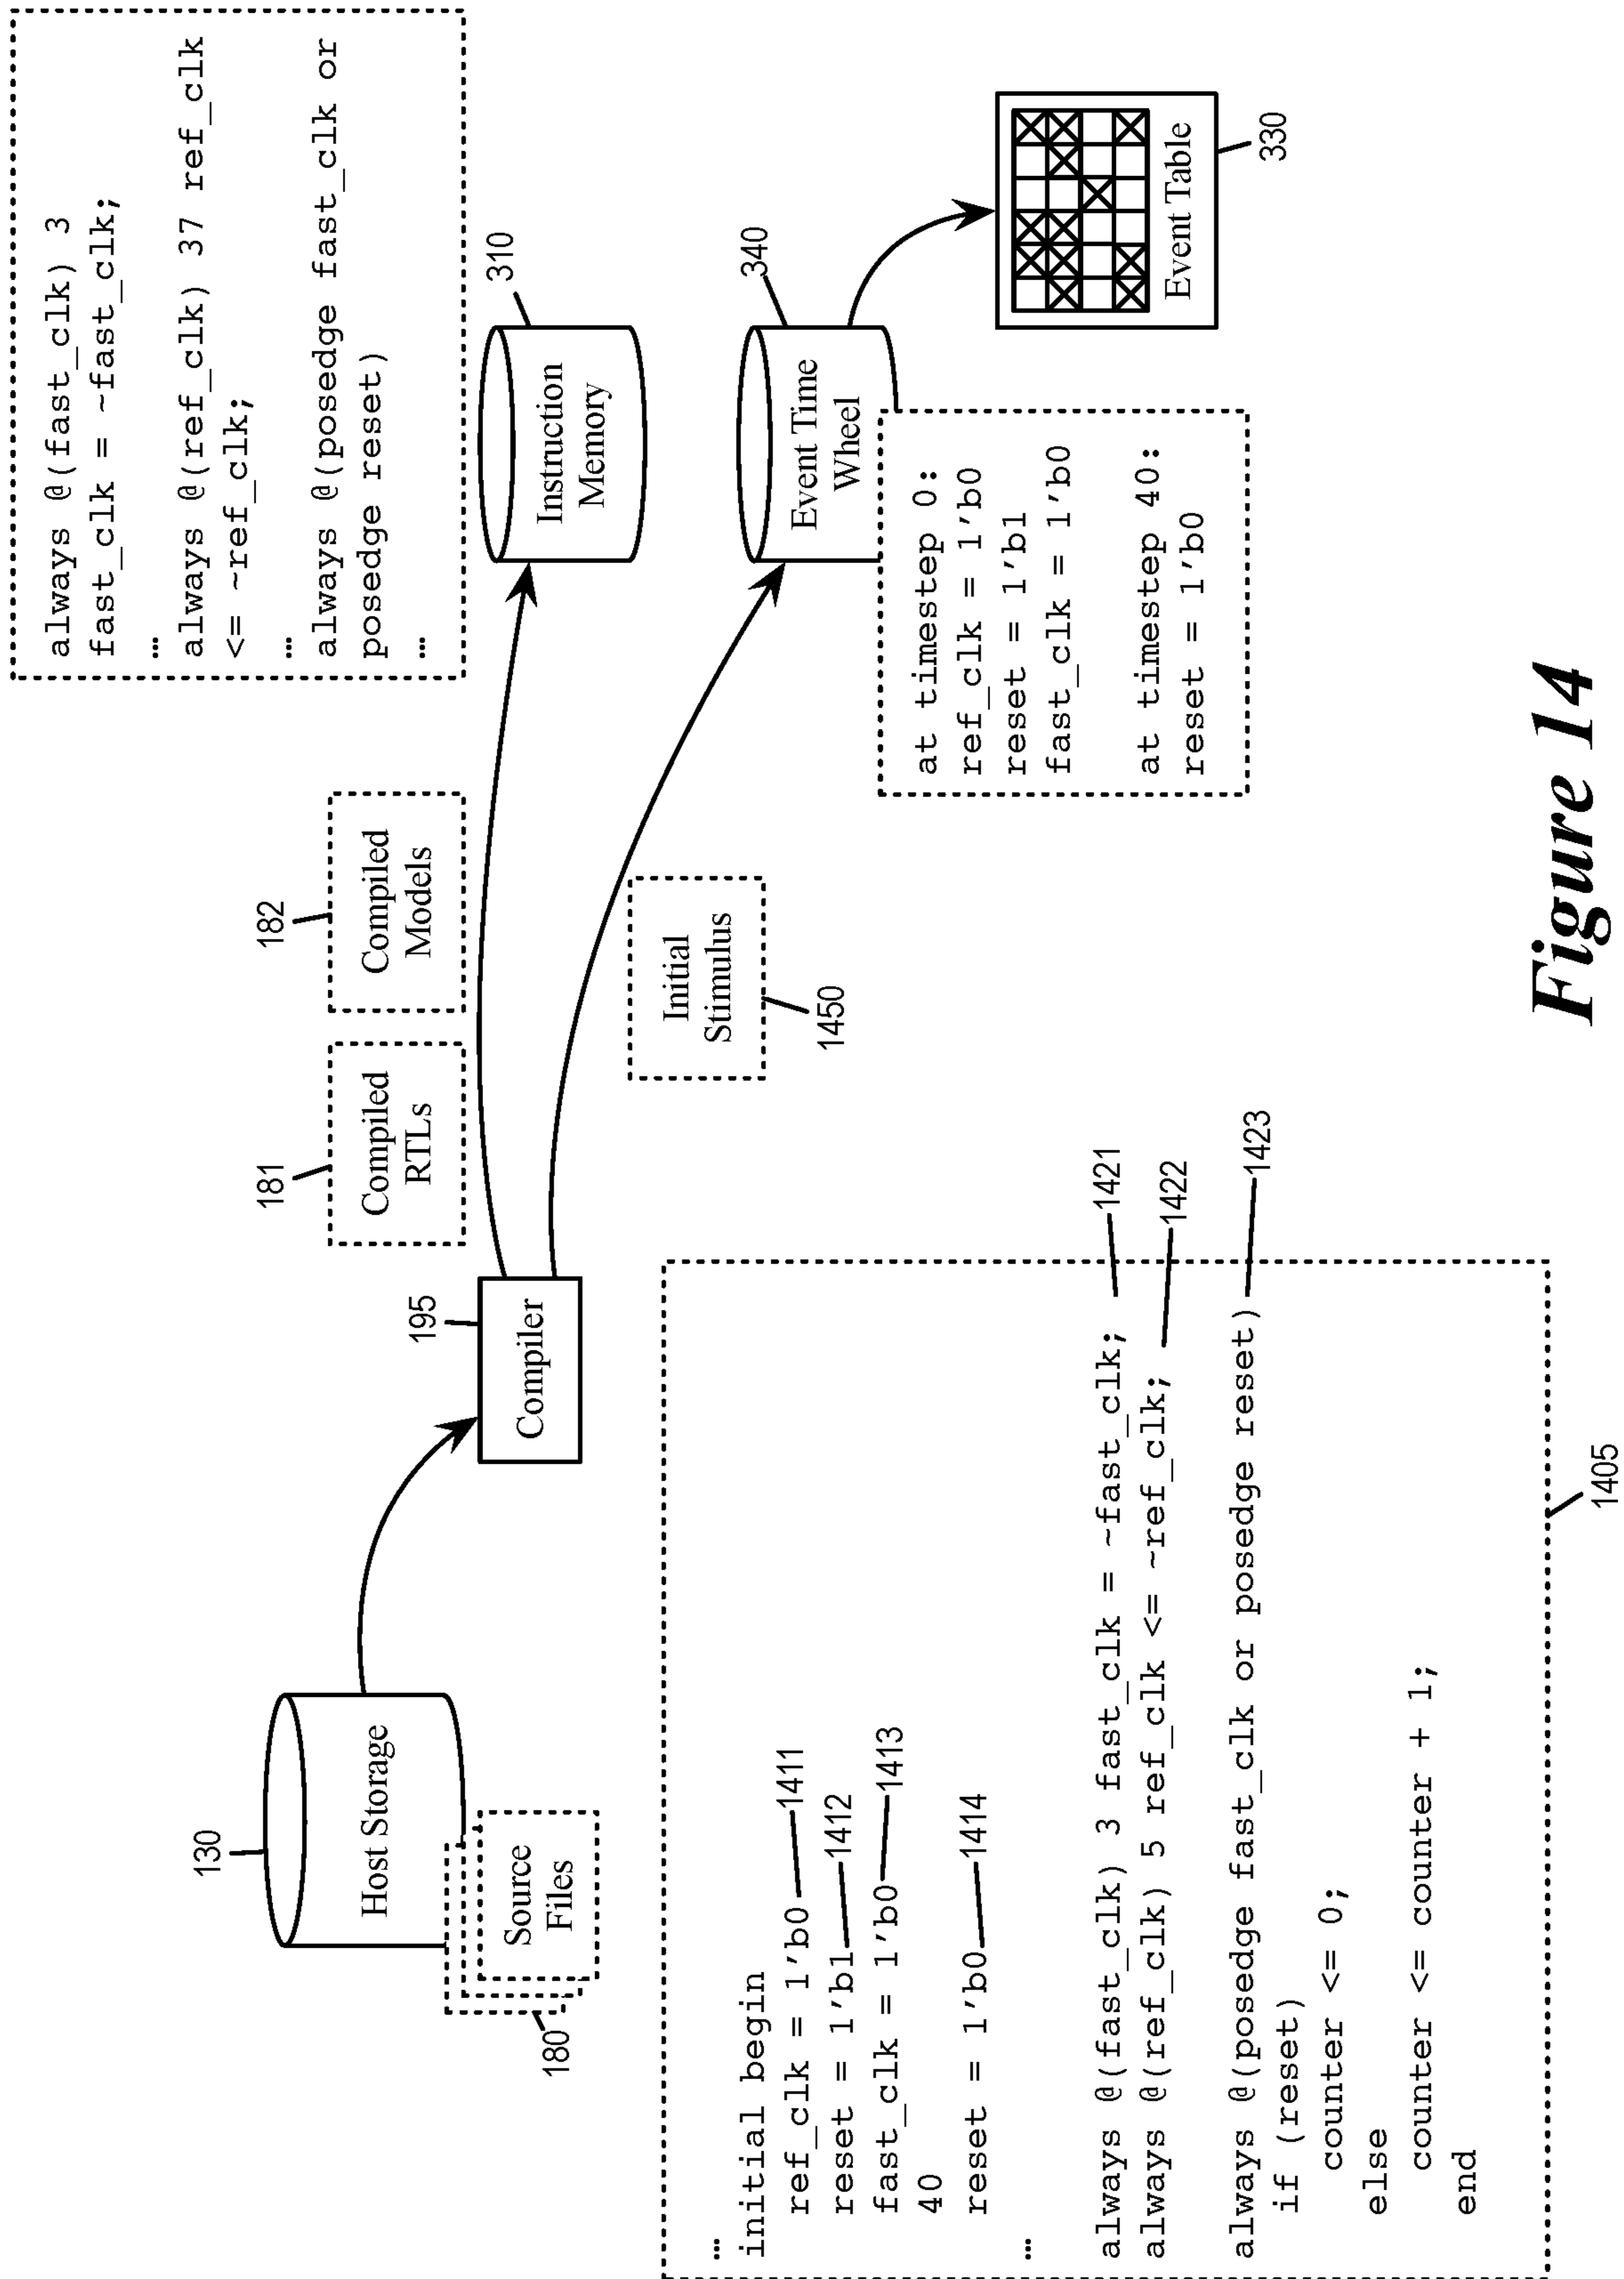 130
Host Storage
Source
Files
180
195
Compiler
181
Compiled
RTLs
182
Compiled
Models
Initial
Stimulus
1450
always @(fast_clk) 3
fast_clk = ~fast_clk;
…
always @(ref_clk) 37 ref_clk
<= ~ref_clk;
…
always @(posedge fast_clk or
posedge reset)
…
310
Instruction
Memory
340
Event Time
Wheel
at timestep 0:
ref_clk = 1'b0
reset = 1'b1
fast_clk = 1'b0
at timestep 40:
reset = 1'b0
Event Table
330
…
initial begin
ref_clk = 1'b0 1411
reset = 1'b1 1412
fast_clk = 1'b0 1413
40
reset = 1'b0 1414
…
always @(fast_clk) 3 fast_clk = ~fast_clk; 1421
always @(ref_clk) 5 ref_clk <= ~ref_clk; 1422
always @(posedge fast_clk or posedge reset) 1423
if (reset)
counter <= 0;
else
counter <= counter + 1;
end
1405
Figure 14